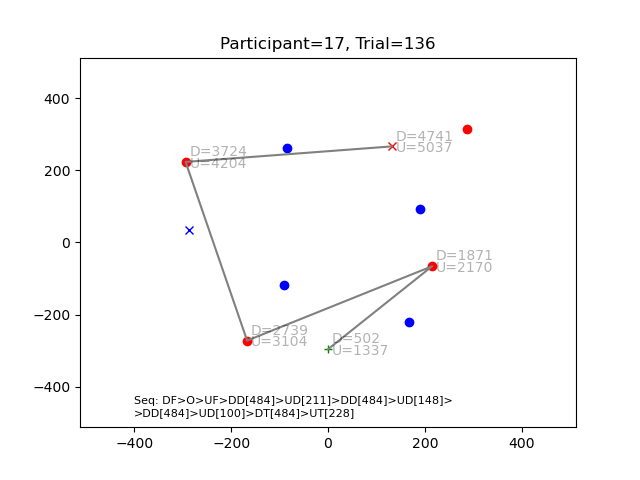 Participant=17, Trial=136
400
200
0
−200
−400
−400
−200
0
200
400
D=4741
U=5037
D=3724
U=4204
D=1871
U=2170
D=2739
U=3104
D=502
U=1337
Seq: DF>O>UF>DD[484]>UD[211]>DD[484]>UD[148]>
>DD[484]>UD[100]>DT[484]>UT[228]